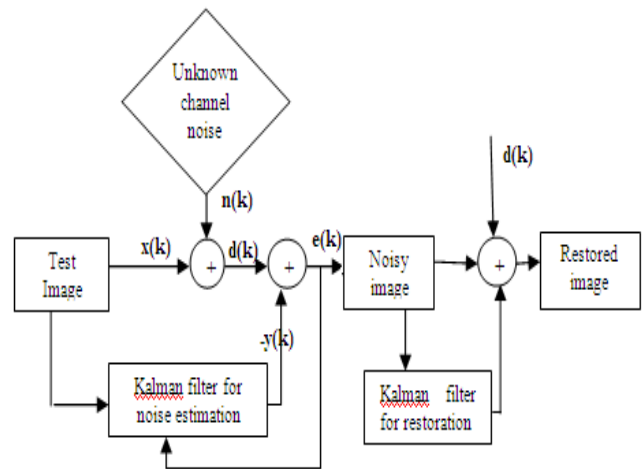 Unknown
channel
noise
n(k)
d(k)
x(k)
d(k)
e(k)
Test
Image
+
+
Noisy
image
+
Restored
image
-y(k)
Kalman filter for
noise estimation
Kalman filter
for restoration